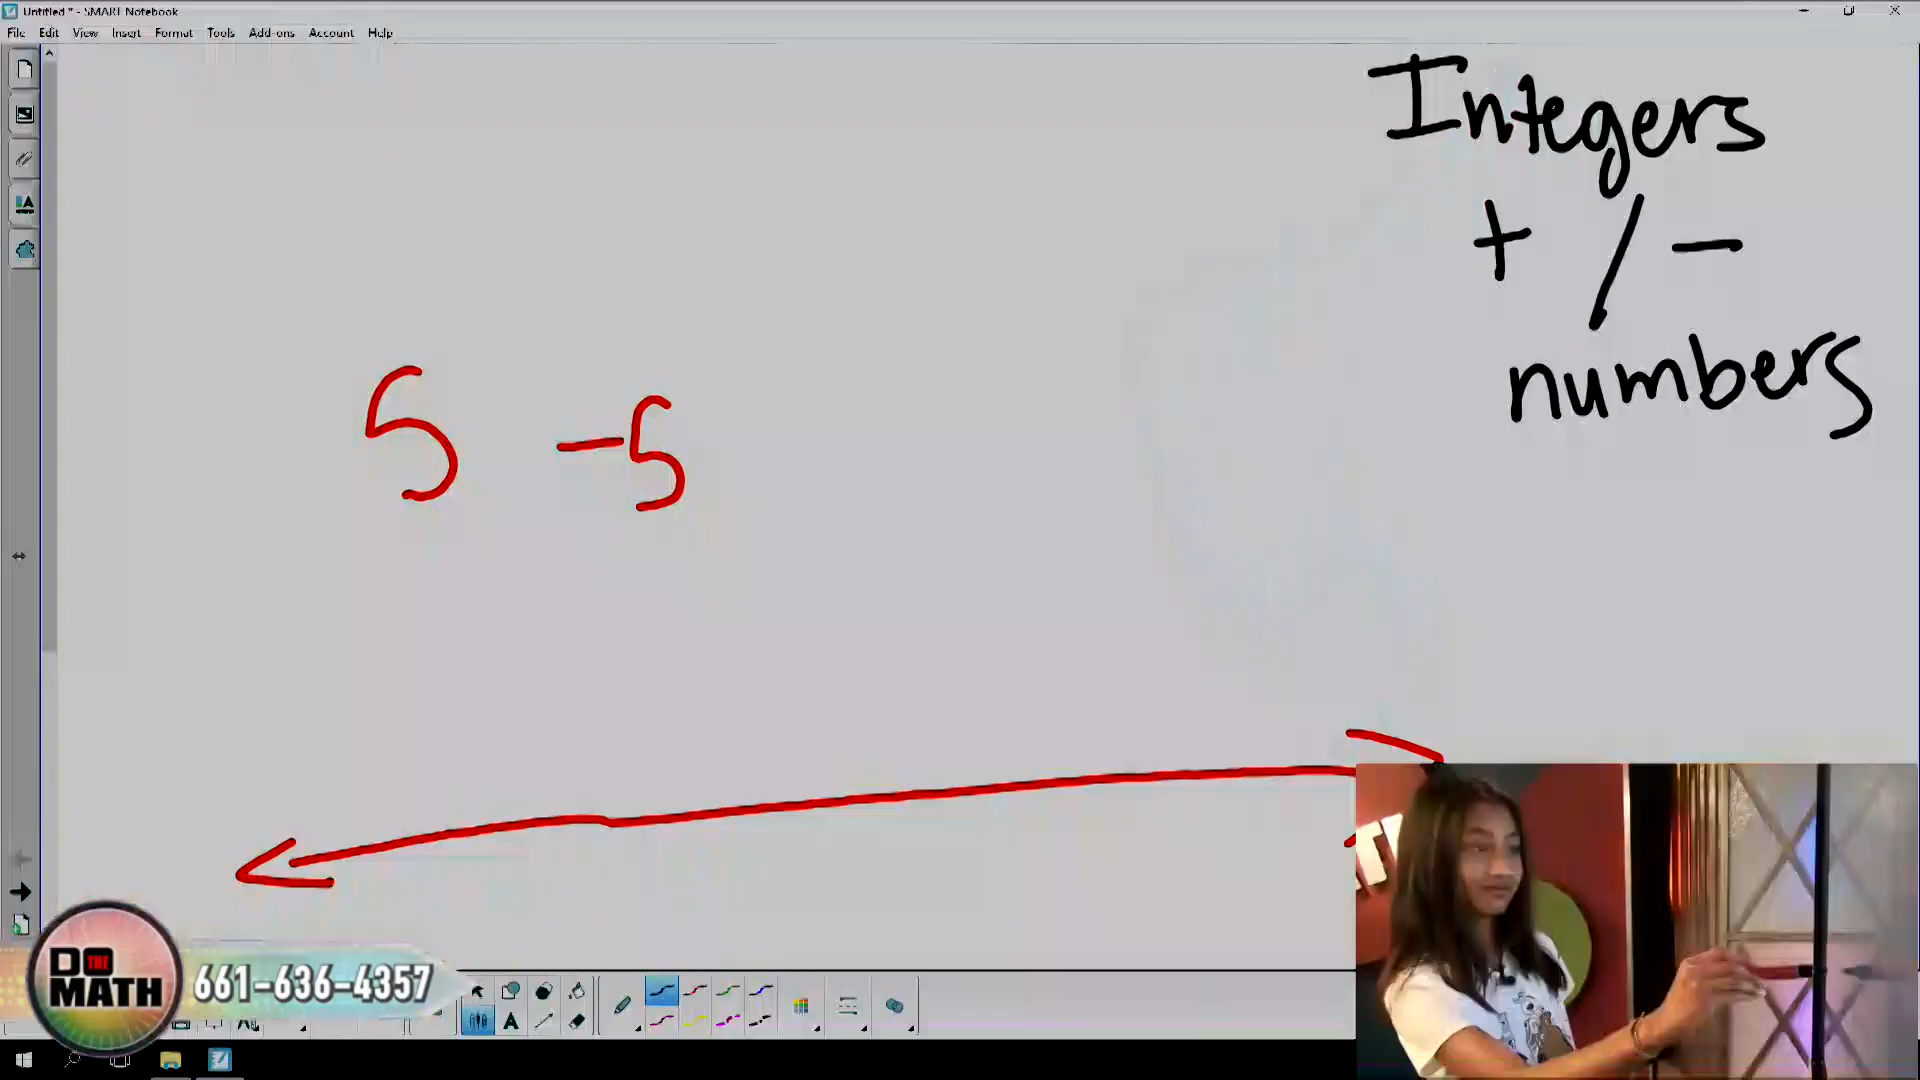 Untitled * - SMART Notebook
File Edit View Insert Format Tools Add-ons Account Help
Integers
+ / -
numbers
5 -5
DO THE MATH
661-636-4357